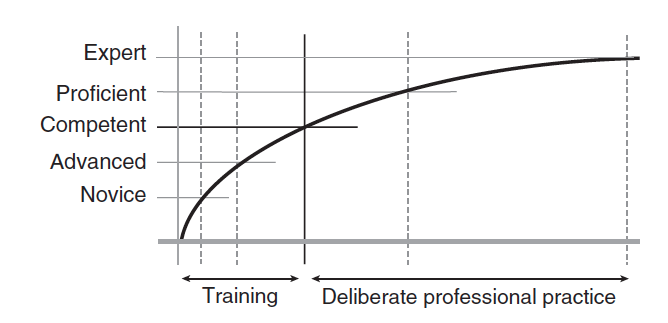 Expert
Proficient
Competent
Advanced
Novice
Training
Deliberate professional practice